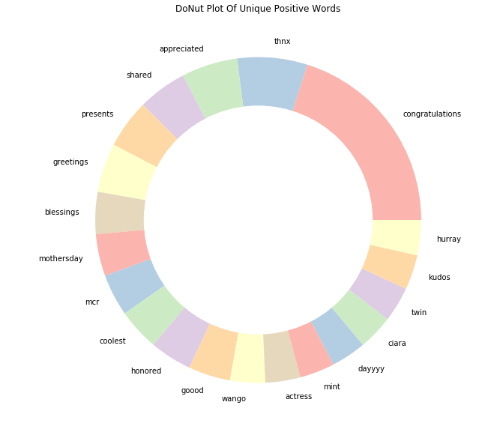 DoNut Plot Of Unique Positive Words
thnx
appreciated
shared
congratulations
presents
greetings
blessings
hurray
mothersday
kudos
mcr
twin
coolest
ciara
honored
dayyyy
goood
mint
wango
actress